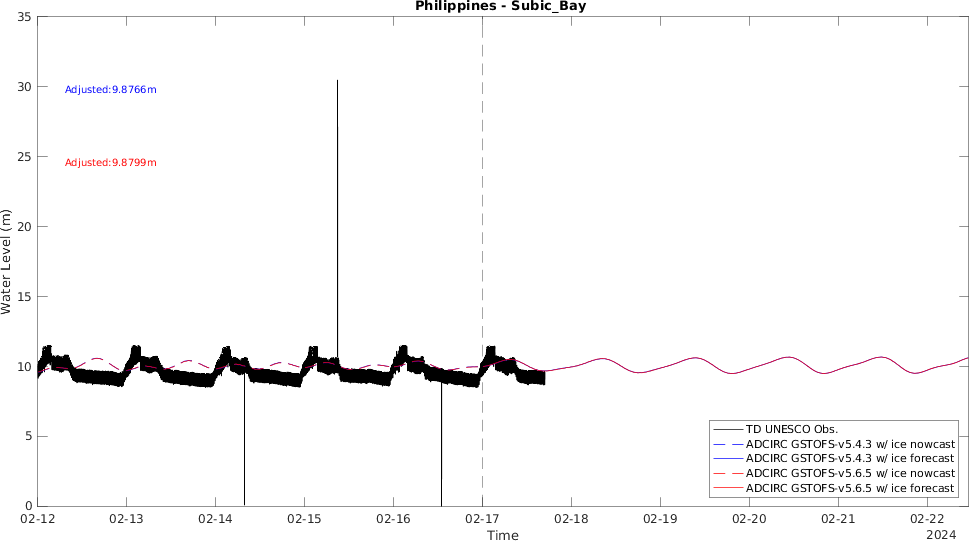 Philippines - Subic_Bay
35
30
25
20
15
10
5
0
Water Level (m)
Adjusted:9.8766m
Adjusted:9.8799m
TD UNESCO Obs.
ADCIRC GSTOFS-v5.4.3 w/ ice nowcast
ADCIRC GSTOFS-v5.4.3 w/ ice forecast
ADCIRC GSTOFS-v5.6.5 w/ ice nowcast
ADCIRC GSTOFS-v5.6.5 w/ ice forecast
02-12 02-13 02-14 02-15 02-16 02-17 02-18 02-19 02-20 02-21 02-22
Time
2024